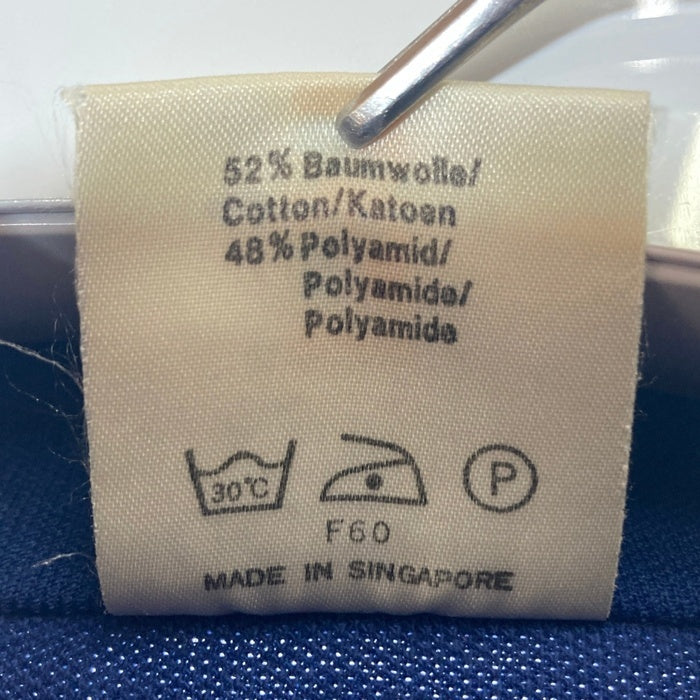 52% Baumwolle/
Cotton/Katoen
48% Polyamid/
Polyamide/
Polyamide
30°C P
F60
MADE IN SINGAPORE